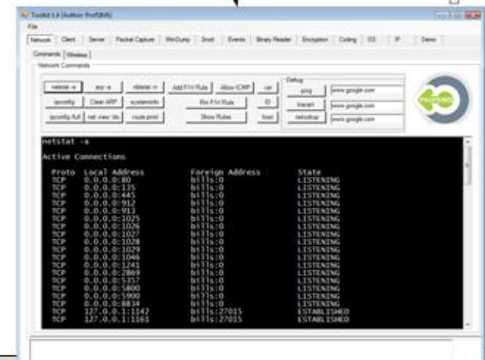 Toolkit 1.4 (Author: ProfSIMS)
File
Network Client Server Packet Capture WinDump Snort Events Binary Reader Encryption Coding IP Demo
Commands Wireless
Network Commands
netstat -a arp -a nbtstat -n Add F/W Rule Allow ICMP Debug
ping www.google.com
ipconfig Clear ARP systeminfo Rm F/W Rule ID tracert www.google.com
ipconfig /full net view route print Show Rules nslookup www.google.com
netstat -a
Active Connections
Proto Local Address Foreign Address State
TCP 0.0.0.0:80 bills:0 LISTENING
TCP 0.0.0.0:135 bills:0 LISTENING
TCP 0.0.0.0:445 bills:0 LISTENING
TCP 0.0.0.0:912 bills:0 LISTENING
TCP 0.0.0.0:913 bills:0 LISTENING
TCP 0.0.0.0:1025 bills:0 LISTENING
TCP 0.0.0.0:1026 bills:0 LISTENING
TCP 0.0.0.0:1027 bills:0 LISTENING
TCP 0.0.0.0:1028 bills:0 LISTENING
TCP 0.0.0.0:1029 bills:0 LISTENING
TCP 0.0.0.0:1046 bills:0 LISTENING
TCP 0.0.0.0:1241 bills:0 LISTENING
TCP 0.0.0.0:2869 bills:0 LISTENING
TCP 0.0.0.0:5357 bills:0 LISTENING
TCP 0.0.0.0:5800 bills:0 LISTENING
TCP 0.0.0.0:5900 bills:0 LISTENING
TCP 0.0.0.0:8834 bills:0 LISTENING
TCP 127.0.0.1:1142 bills:27015 ESTABLISHED
TCP 127.0.0.1:1161 bills:27015 ESTABLISHED